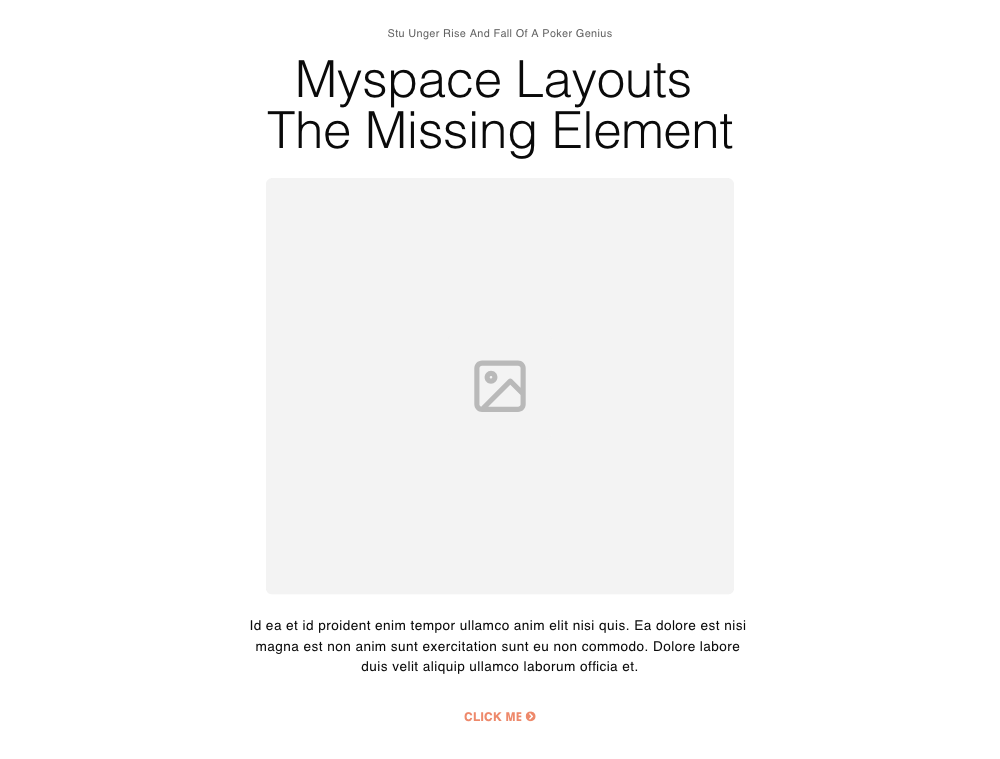 Stu Unger Rise And Fall Of A Poker Genius
Myspace Layouts
The Missing Element
Id ea et id proident enim tempor ullamco anim elit nisi quis. Ea dolore est nisi
magna est non anim sunt exercitation sunt eu non commodo. Dolore labore
duis velit aliquip ullamco laborum officia et.
CLICK ME